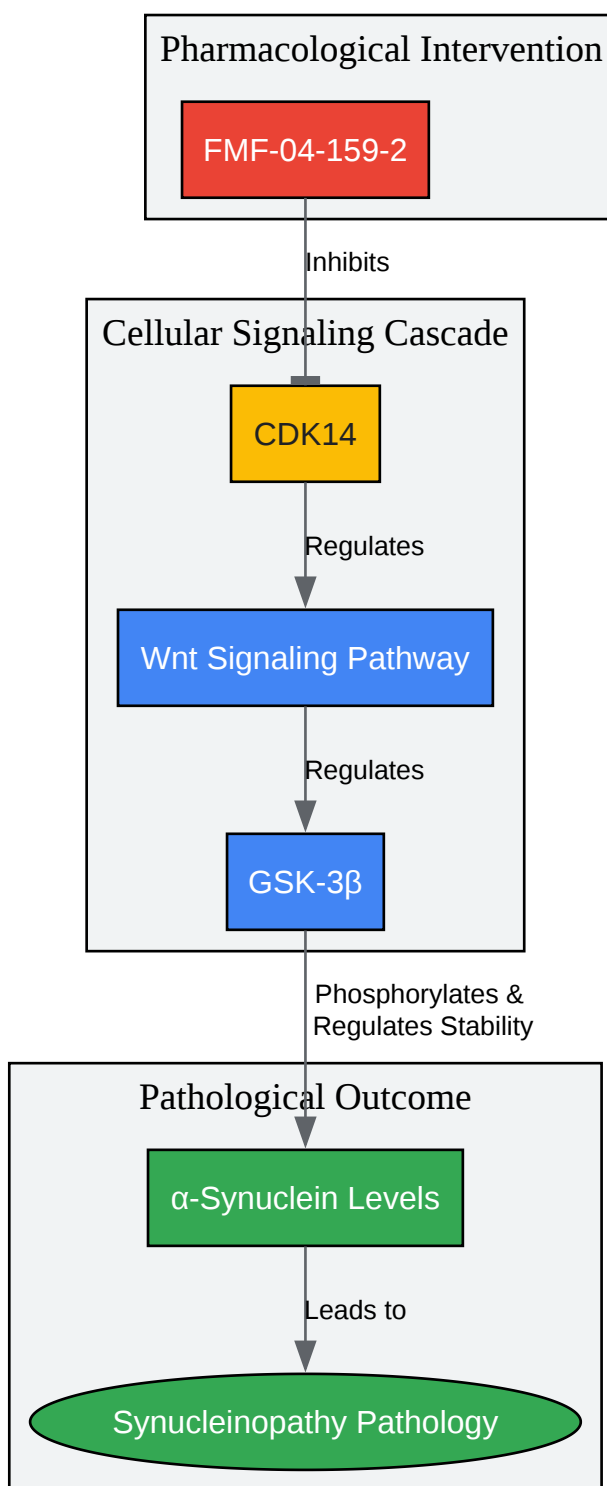 Pharmacological Intervention
FMF-04-159-2
Inhibits
Cellular Signaling Cascade
CDK14
Regulates
Wnt Signaling Pathway
Regulates
GSK-3β
Phosphorylates &
Regulates Stability
Pathological Outcome
α-Synuclein Levels
Leads to
Synucleinopathy Pathology